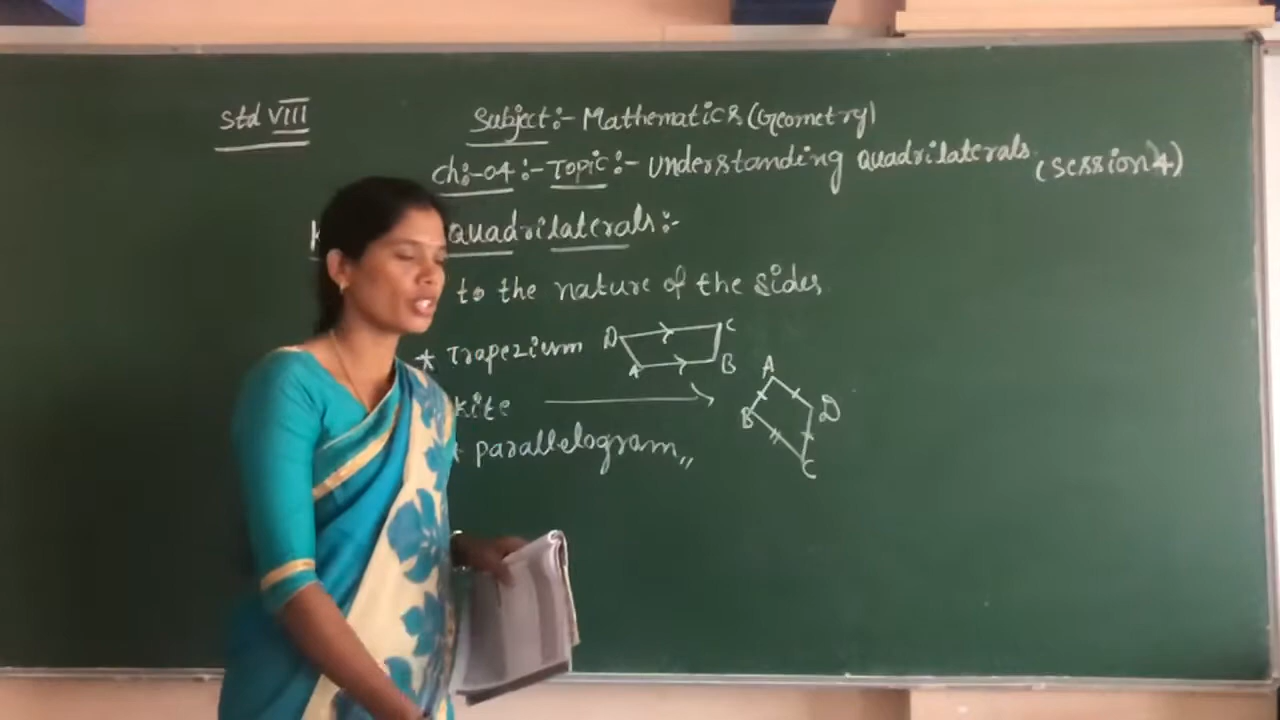 Std VIII
Subject:- Mathematics (Geometry)
Ch:-04:- Topic:- Understanding Quadrilaterals (Session 4)
Quadrilaterals:-
to the nature of the sides
* Trapezium D C A B
kite A B D C
* parallelogram,,